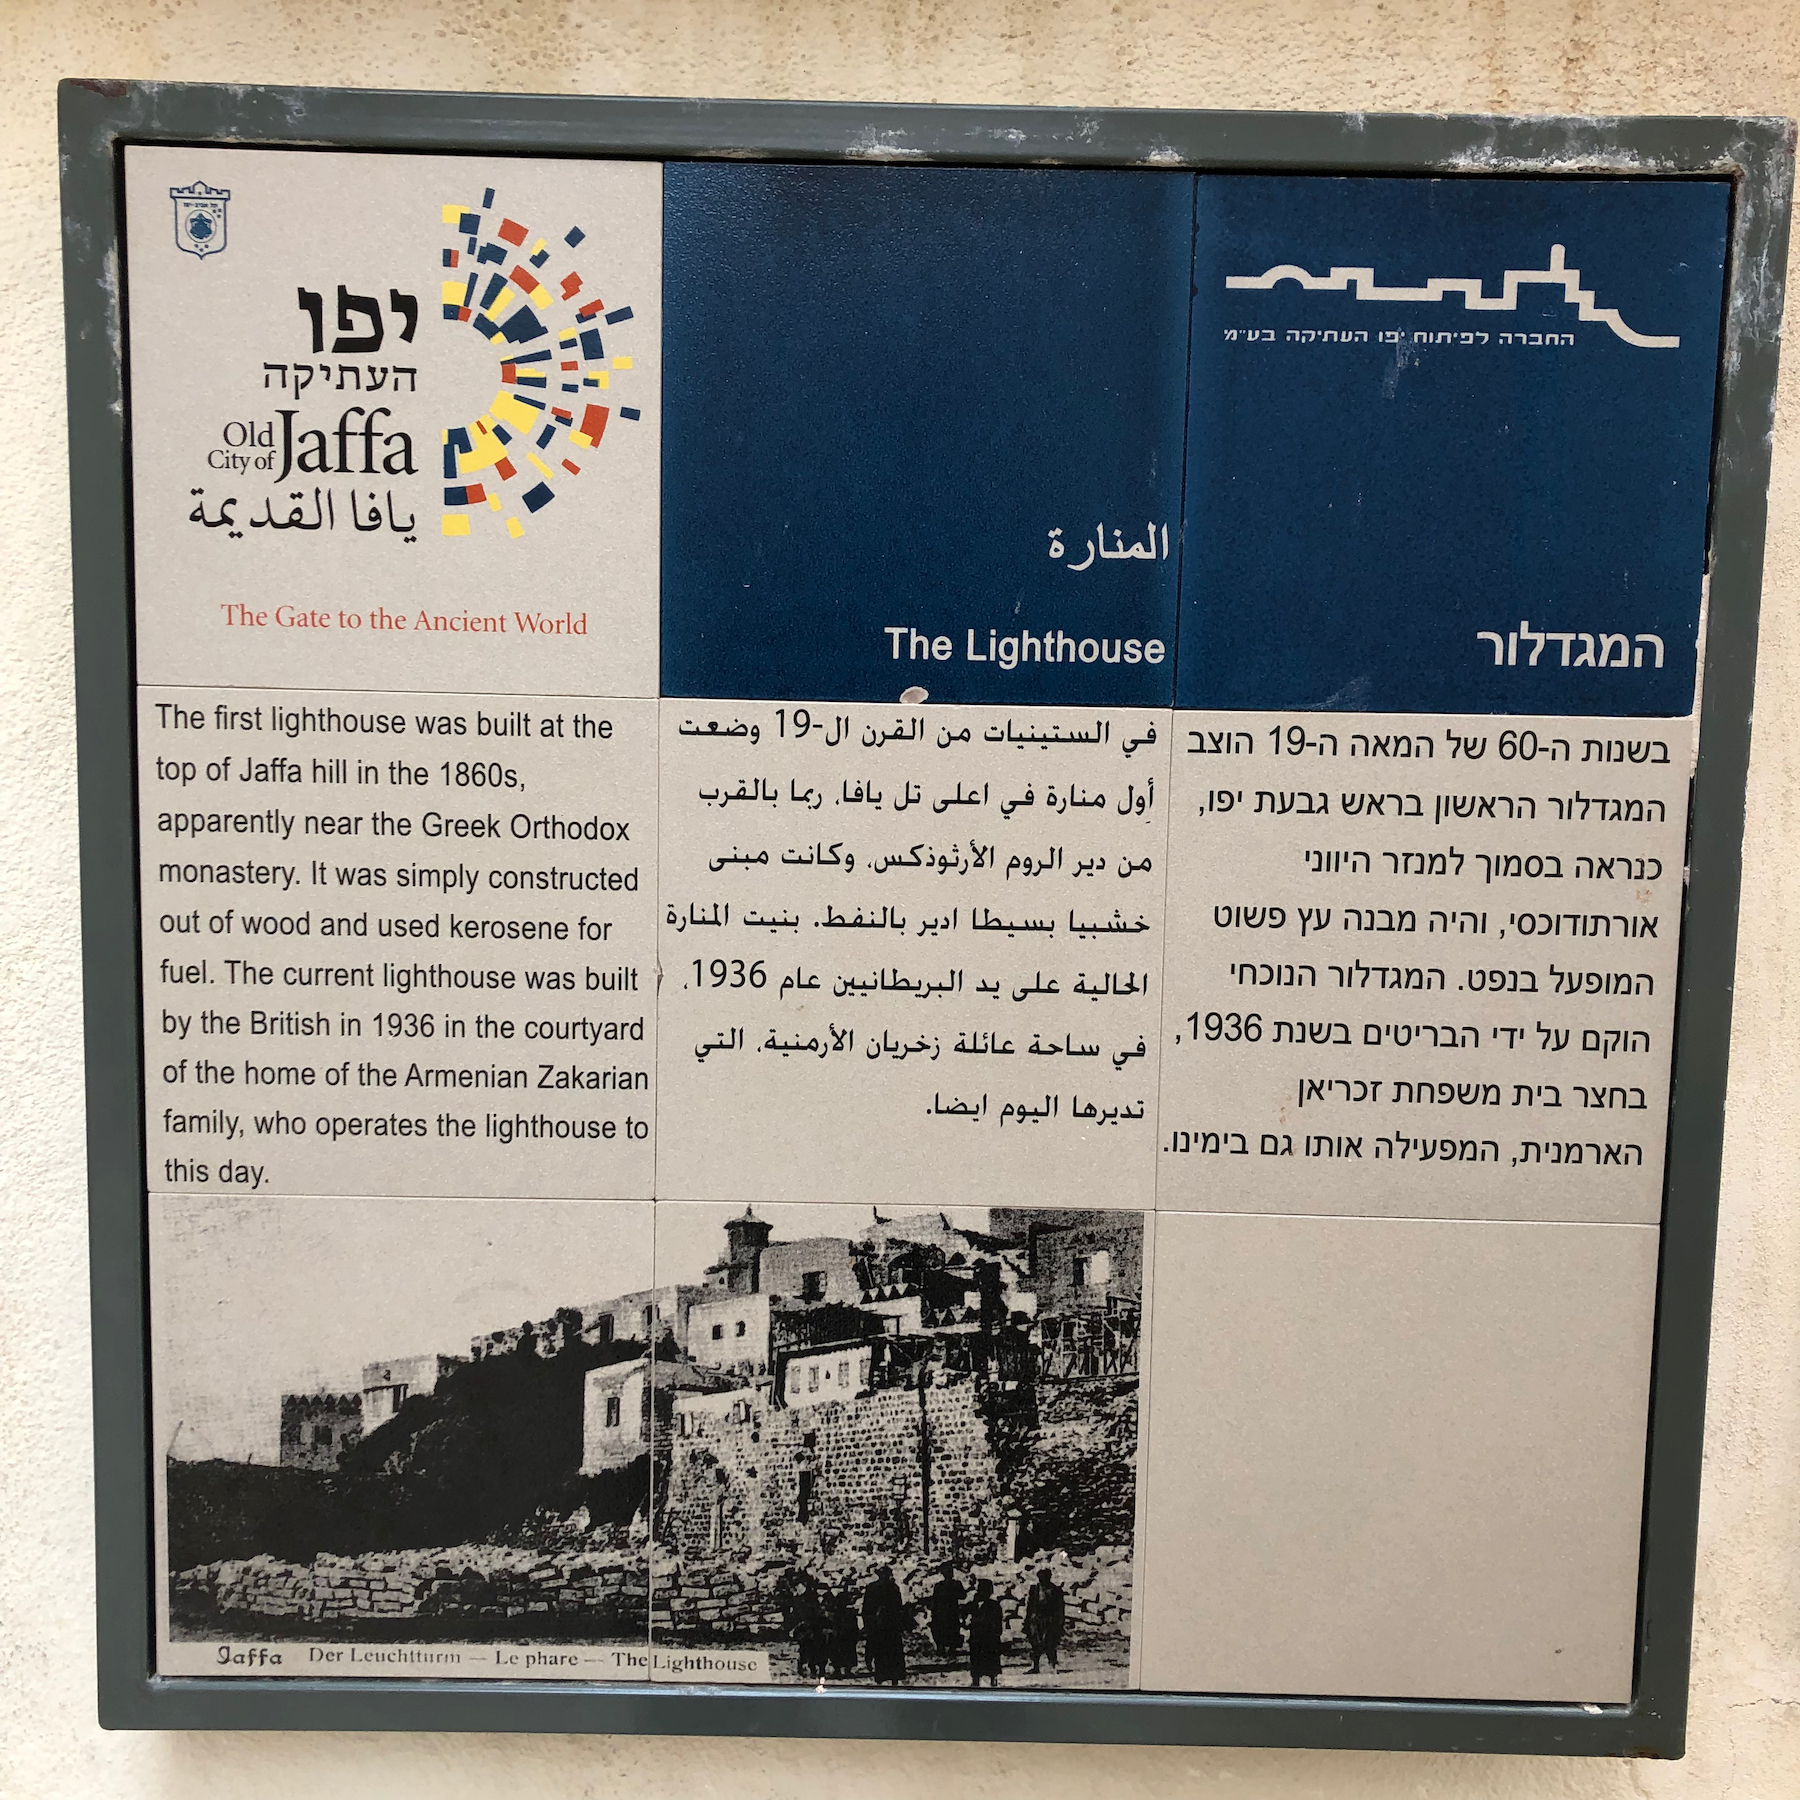 תל אביב-יפו
יפו
העתיקה
Old
City of Jaffa
يافا القديمة
The Gate to the Ancient World
المنارة
The Lighthouse
החברה לפיתוח יפו העתיקה בע"מ
המגדלור
The first lighthouse was built at the
top of Jaffa hill in the 1860s,
apparently near the Greek Orthodox
monastery. It was simply constructed
out of wood and used kerosene for
fuel. The current lighthouse was built
by the British in 1936 in the courtyard
of the home of the Armenian Zakarian
family, who operates the lighthouse to
this day.
في الستينيات من القرن ال-19 وضعت
أول منارة في اعلى تل يافا، ربما بالقرب
من دير الروم الأرثوذكس، وكانت مبنى
خشبيا بسيطا ادير بالنفط. بنيت المنارة
الحالية على يد البريطانيين عام 1936،
في ساحة عائلة زخريان الأرمنية، التي
تديرها اليوم ايضا.
בשנות ה-60 של המאה ה-19 הוצב
המגדלור הראשון בראש גבעת יפו,
כנראה בסמוך למנזר היווני
אורתודוכסי, והיה מבנה עץ פשוט
המופעל בנפט. המגדלור הנוכחי
הוקם על ידי הבריטים בשנת 1936,
בחצר בית משפחת זכריאן
הארמנית, המפעילה אותו גם בימינו.
Jaffa Der Leuchtturm — Le phare — The Lighthouse